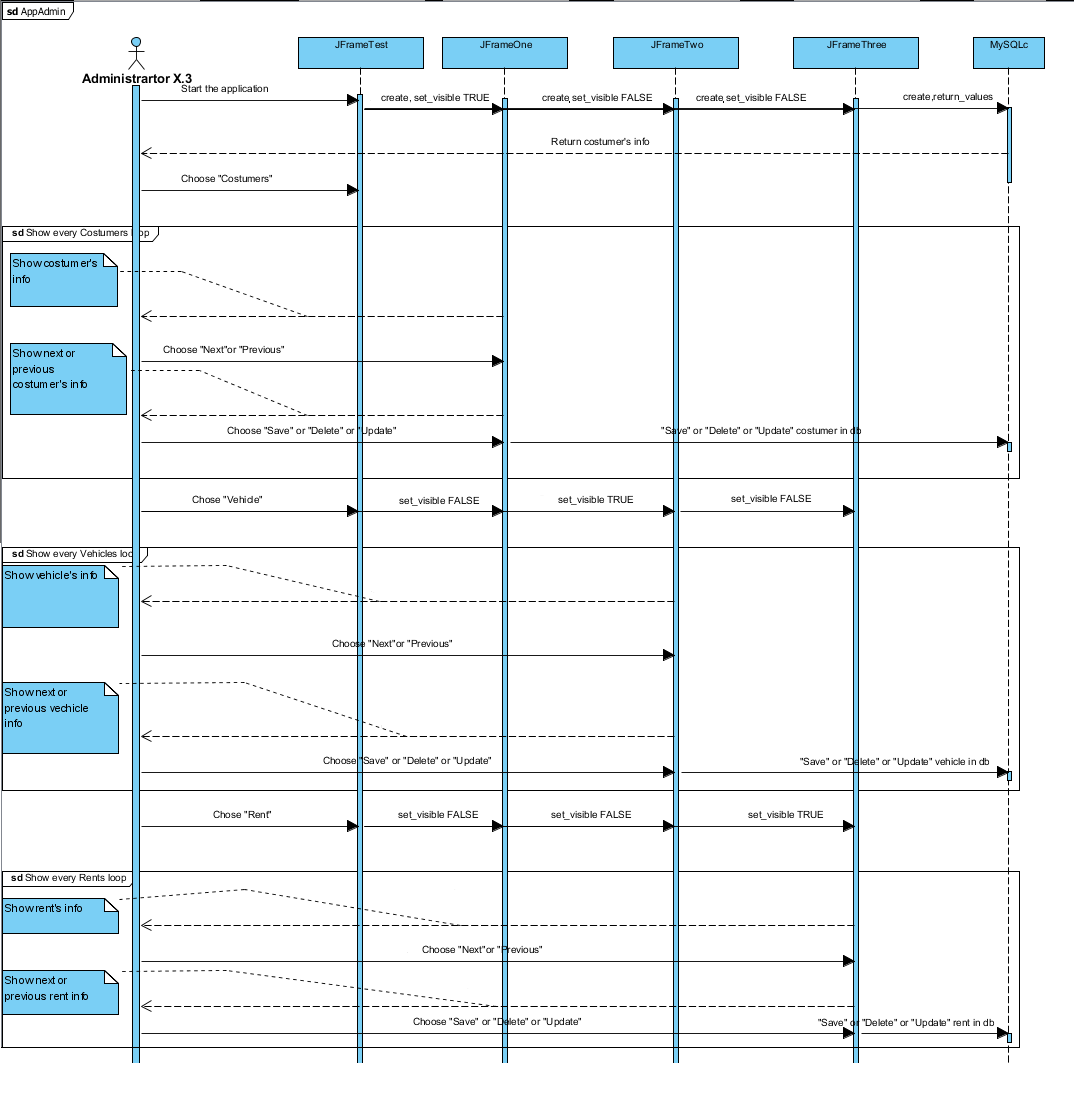 sd AppAdmin
JFrameTest
JFrameOne
JFrameTwo
JFrameThree
MySQLc
Administrartor X.3
Start the application
create, set_visible TRUE
create,set_visible FALSE
create,set_visible FALSE
create,return_values
Return costumer's info
Choose "Costumers"
sd Show every Costumers loop
Show costumer's
info
Show next or
previous
costumer's info
Choose "Next"or "Previous"
Choose "Save" or "Delete" or "Update"
"Save" or "Delete" or "Update" costumer in db
Chose "Vehicle"
set_visible FALSE
set_visible TRUE
set_visible FALSE
sd Show every Vehicles loop
Show vehicle's info
Choose "Next"or "Previous"
Show next or
previous vechicle
info
Choose "Save" or "Delete" or "Update"
"Save" or "Delete" or "Update" vehicle in db
Chose "Rent"
set_visible FALSE
set_visible FALSE
set_visible TRUE
sd Show every Rents loop
Show rent's info
Choose "Next"or "Previous"
Show next or
previous rent info
Choose "Save" or "Delete" or "Update"
"Save" or "Delete" or "Update" rent in db